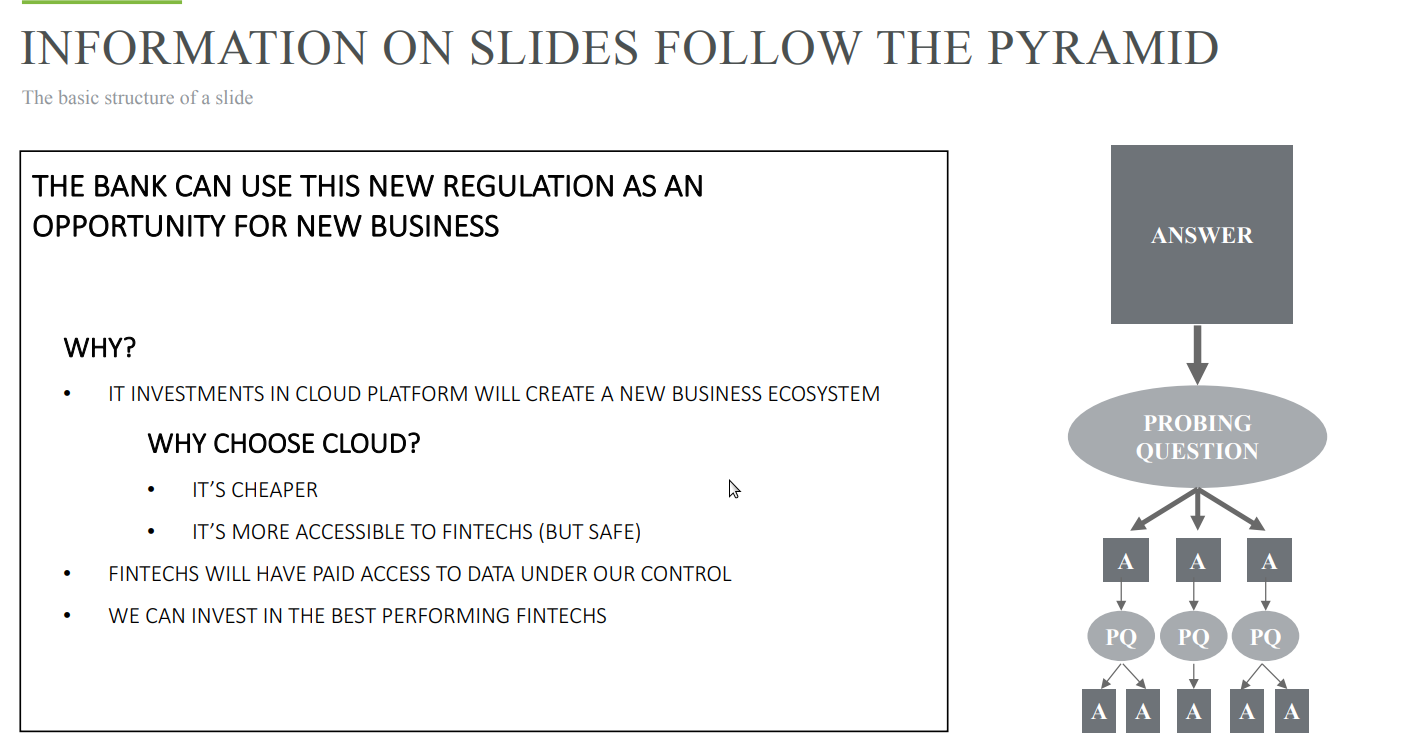 INFORMATION ON SLIDES FOLLOW THE PYRAMID
The basic structure of a slide
THE BANK CAN USE THIS NEW REGULATION AS AN
OPPORTUNITY FOR NEW BUSINESS
WHY?
• IT INVESTMENTS IN CLOUD PLATFORM WILL CREATE A NEW BUSINESS ECOSYSTEM
WHY CHOOSE CLOUD?
• IT’S CHEAPER
• IT’S MORE ACCESSIBLE TO FINTECHS (BUT SAFE)
• FINTECHS WILL HAVE PAID ACCESS TO DATA UNDER OUR CONTROL
• WE CAN INVEST IN THE BEST PERFORMING FINTECHS
ANSWER
PROBING
QUESTION
A A A
PQ PQ PQ
A A A A A